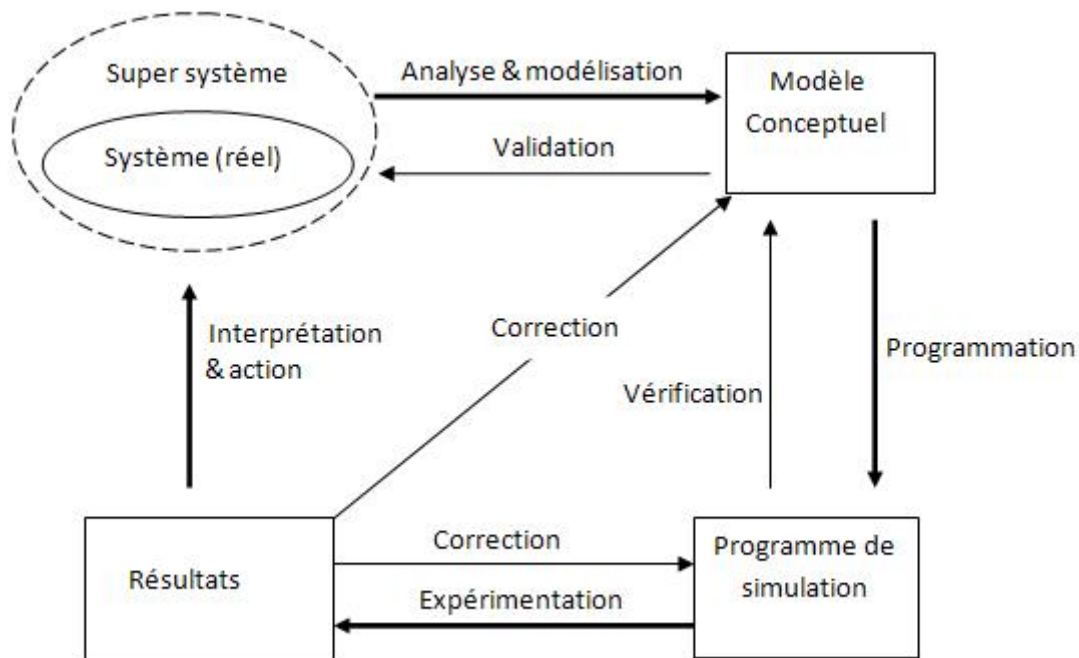 Super système
Système (réel)
Analyse & modélisation
Validation
Modèle
Conceptuel
Interprétation
& action
Correction
Vérification
Programmation
Résultats
Correction
Expérimentation
Programme de
simulation